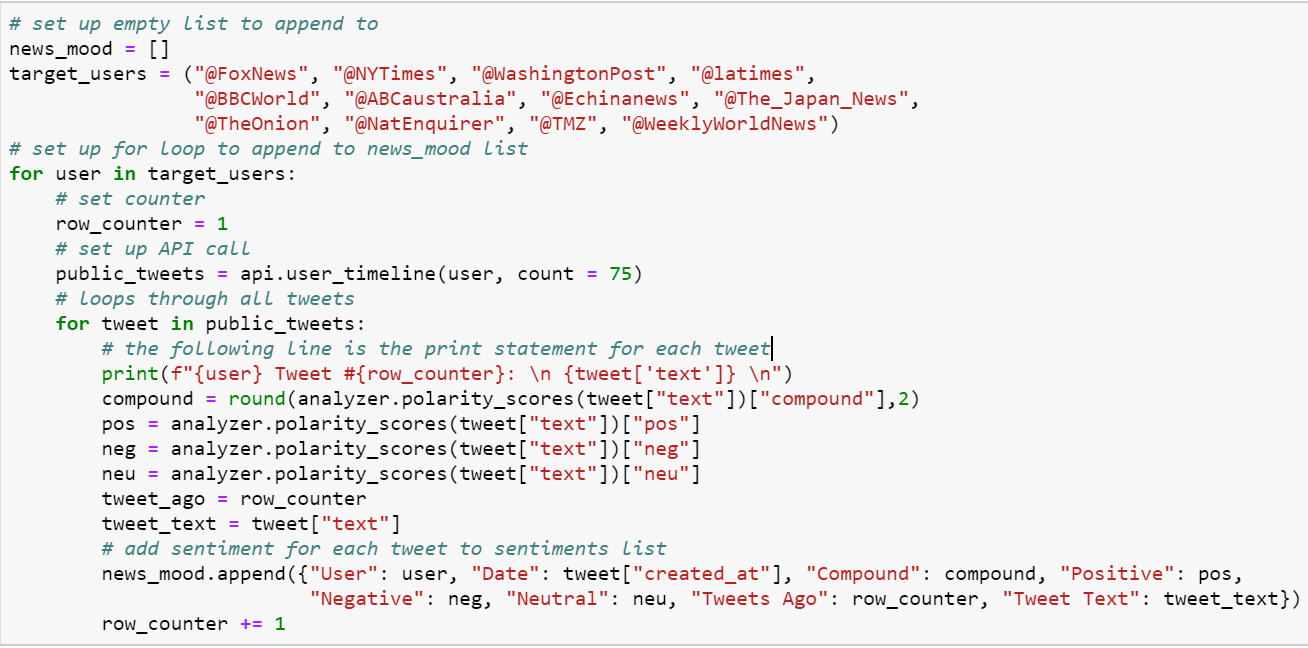 # set up empty list to append to
news_mood = []
target_users = ("@FoxNews", "@NYTimes", "@WashingtonPost", "@latimes",
                "@BBCWorld", "@ABCaustralia", "@Echinanews", "@The_Japan_News",
                "@TheOnion", "@NatEnquirer", "@TMZ", "@WeeklyWorldNews")
# set up for loop to append to news_mood list
for user in target_users:
    # set counter
    row_counter = 1
    # set up API call
    public_tweets = api.user_timeline(user, count = 75)
    # loops through all tweets
    for tweet in public_tweets:
        # the following line is the print statement for each tweet
        print(f"{user} Tweet #{row_counter}: \n {tweet['text']} \n")
        compound = round(analyzer.polarity_scores(tweet["text"])["compound"],2)
        pos = analyzer.polarity_scores(tweet["text"])["pos"]
        neg = analyzer.polarity_scores(tweet["text"])["neg"]
        neu = analyzer.polarity_scores(tweet["text"])["neu"]
        tweet_ago = row_counter
        tweet_text = tweet["text"]
        # add sentiment for each tweet to sentiments list
        news_mood.append({"User": user, "Date": tweet["created_at"], "Compound": compound, "Positive": pos,
                          "Negative": neg, "Neutral": neu, "Tweets Ago": row_counter, "Tweet Text": tweet_text})
        row_counter += 1